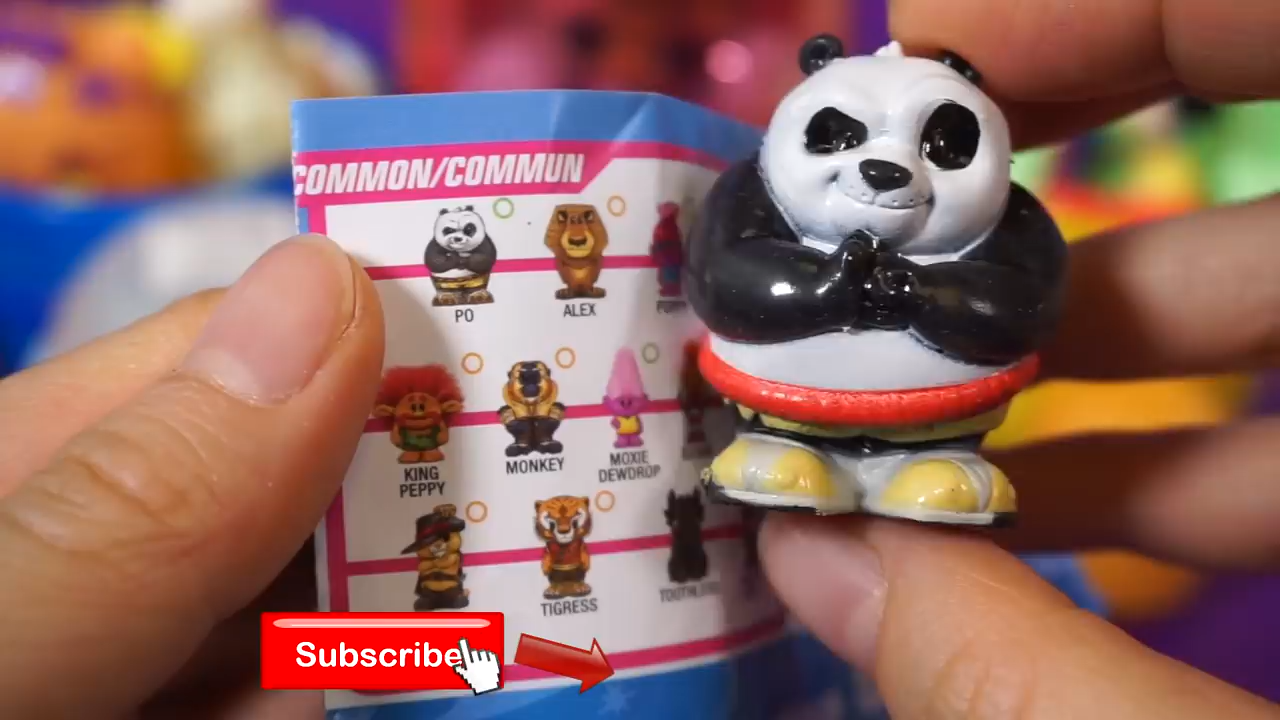 COMMON/COMMUN
PO
ALEX
KING
PEPPY
MONKEY
MOXIE
DEWDROP
TIGRESS
Subscribe